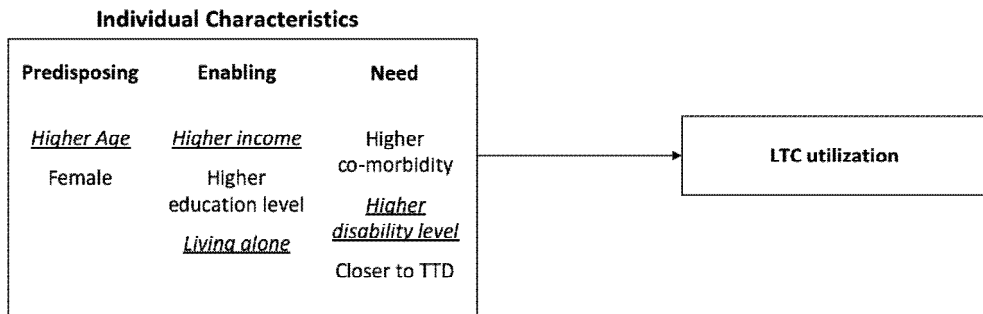 Individual Characteristics
Predisposing
Higher Age
Female
Enabling
Higher income
Higher
education level
Living alone
Need
Higher
co-morbidity
Higher
disability level
Closer to TTD
LTC utilization